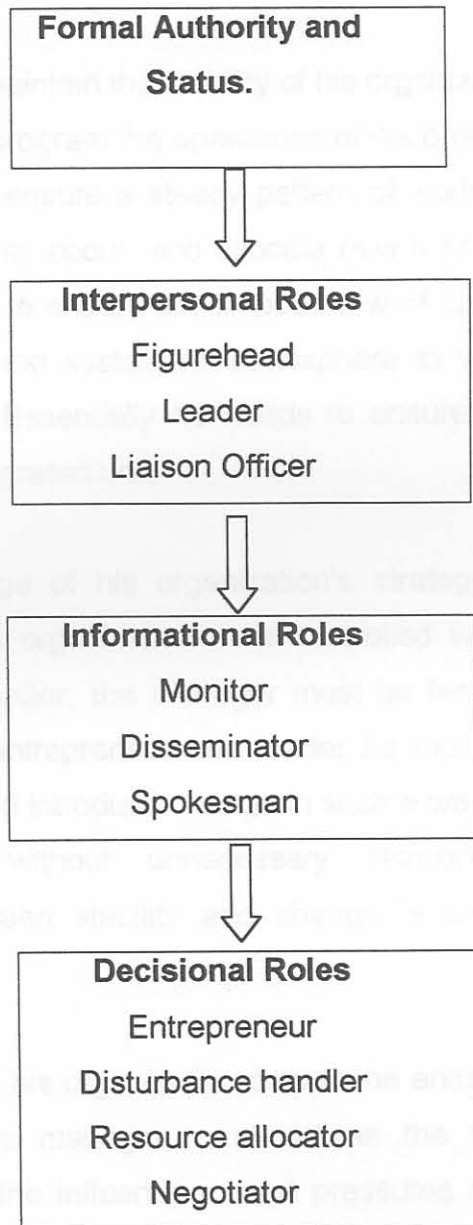 Formal Authority and
Status.
Interpersonal Roles
Figurehead
Leader
Liaison Officer
Informational Roles
Monitor
Disseminator
Spokesman
Decisional Roles
Entrepreneur
Disturbance handler
Resource allocator
Negotiator